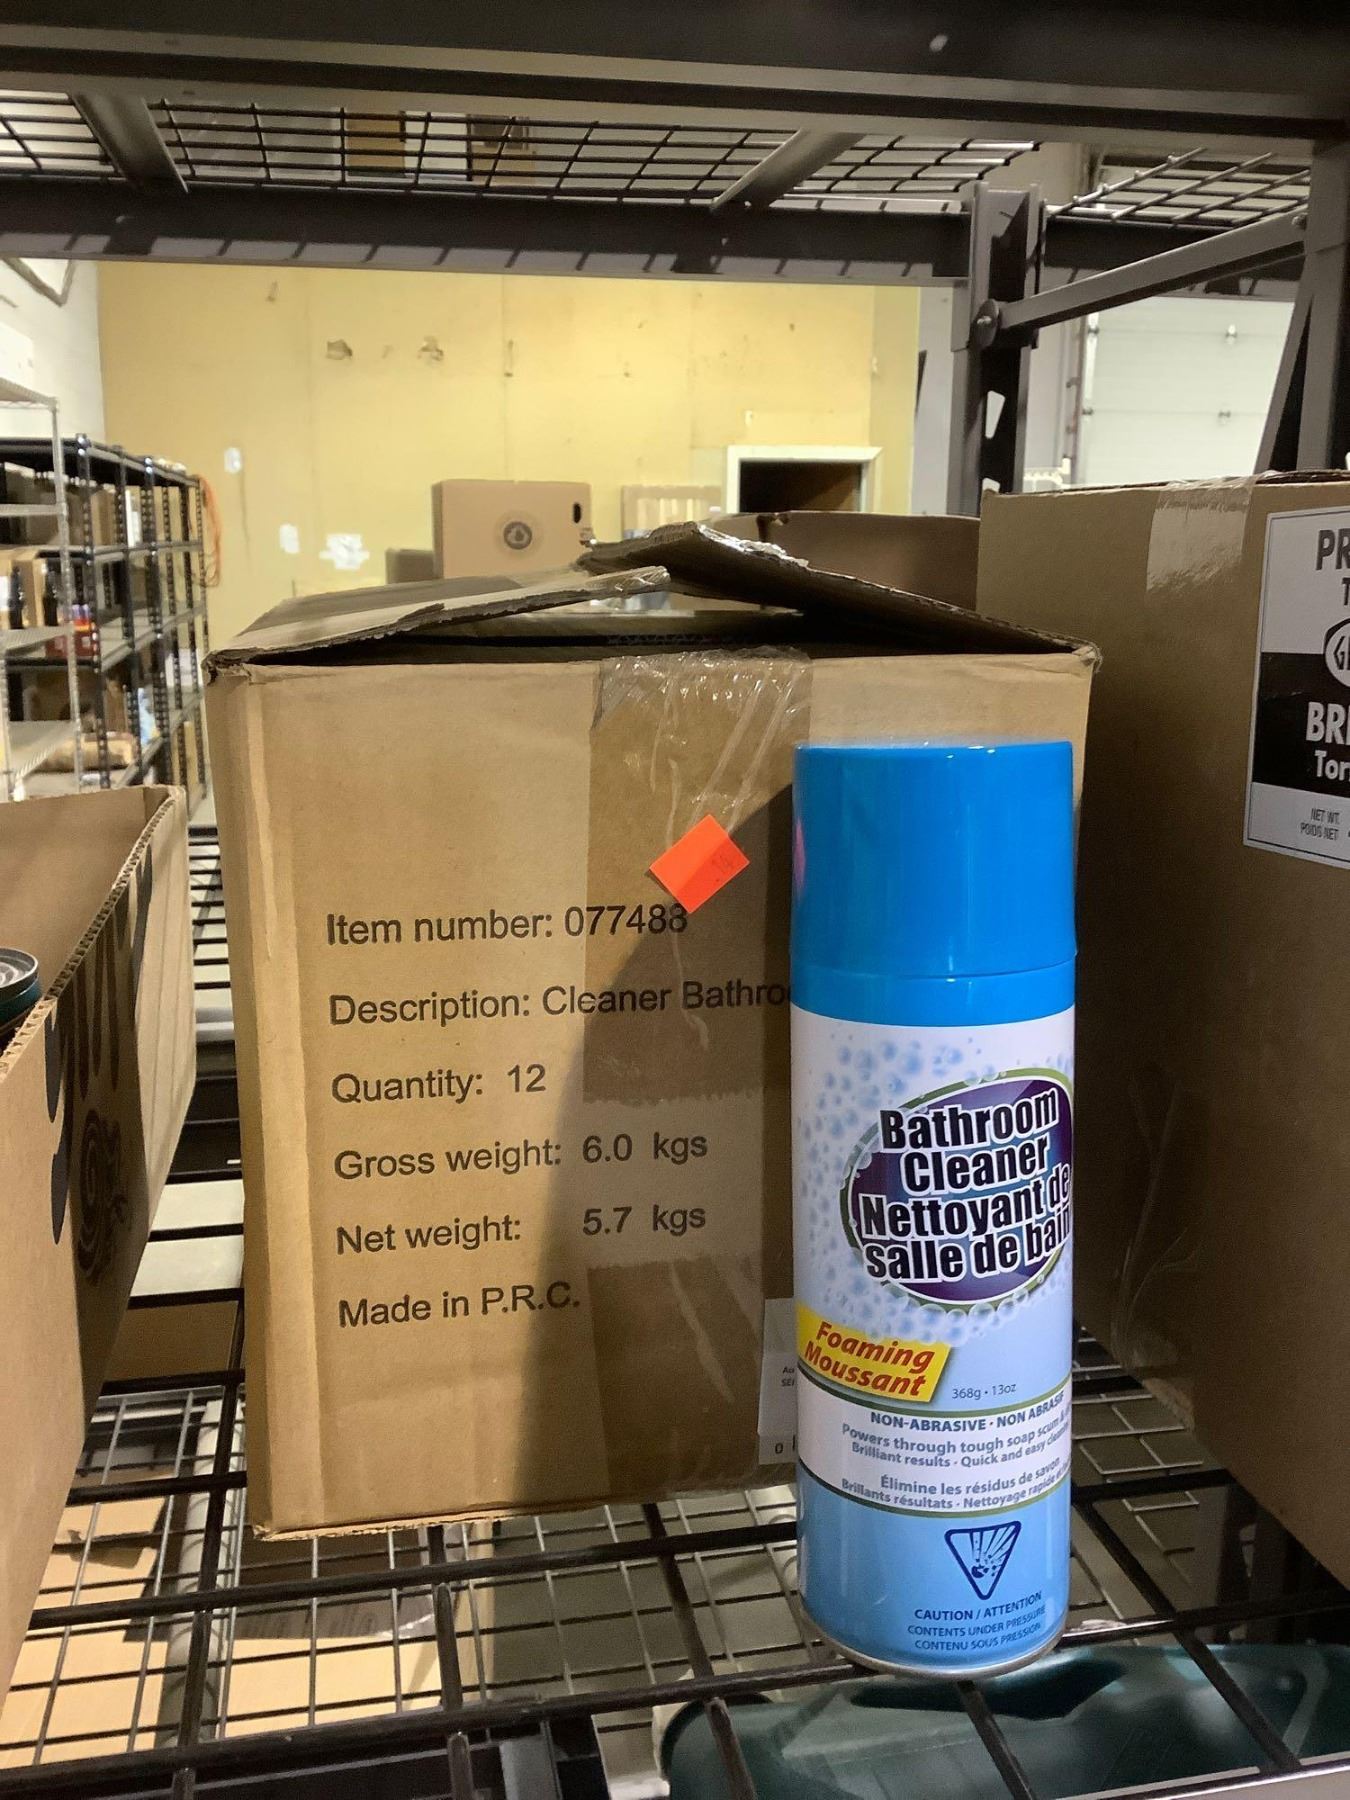 Item number: 077488
Description: Cleaner Bathro
Quantity: 12
Gross weight: 6.0 kgs
Net weight: 5.7 kgs
Made in P.R.C.
14
Bathroom
Cleaner
Nettoyant de
salle de bain
Foaming
Moussant
368g • 13oz
NON-ABRASIVE • NON ABRASIF
Powers through tough soap scum &
Brilliant results • Quick and easy
Élimine les résidus de savon
Brillants résultats • Nettoyage rapide
CAUTION / ATTENTION
CONTENTS UNDER PRESSURE
CONTENU SOUS PRESSION
PR
T
G
BR
Tor
NET WT.
POIDS NET